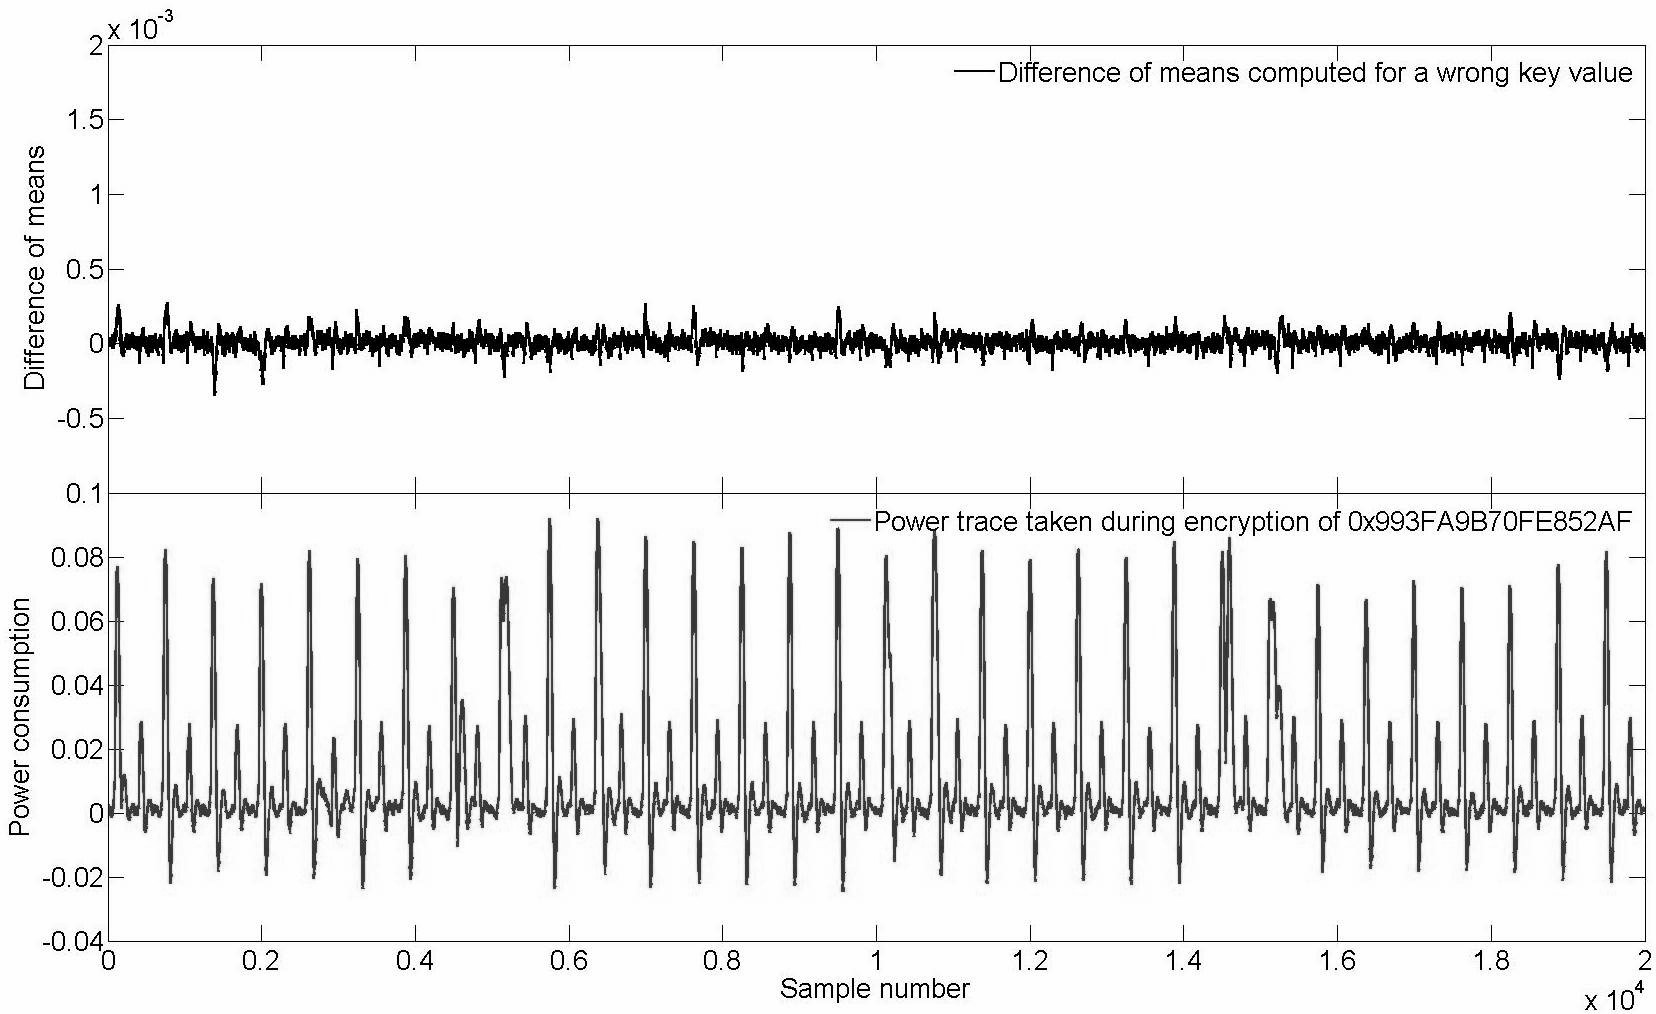 x 10-3
2
Difference of means computed for a wrong key value
1.5
1
0.5
0
-0.5
Difference of means
0.1
Power trace taken during encryption of 0x993FA9B70FE852AF
0.08
0.06
0.04
0.02
0
-0.02
-0.04
Power consumption
0 0.2 0.4 0.6 0.8 1 1.2 1.4 1.6 1.8 2
Sample number
x 104